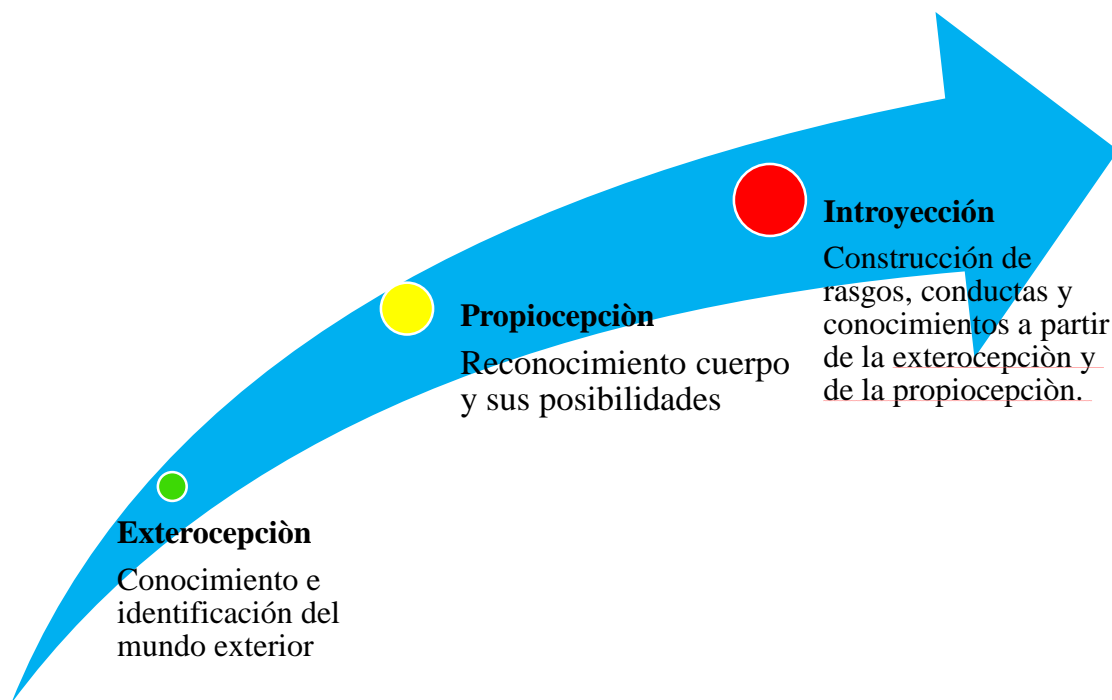 Introyección
Construcción de
rasgos, conductas y
conocimientos a partir
de la exterocepciòn y
de la propiocepciòn.
Propiocepciòn
Reconocimiento cuerpo
y sus posibilidades
Exterocepciòn
Conocimiento e
identificación del
mundo exterior